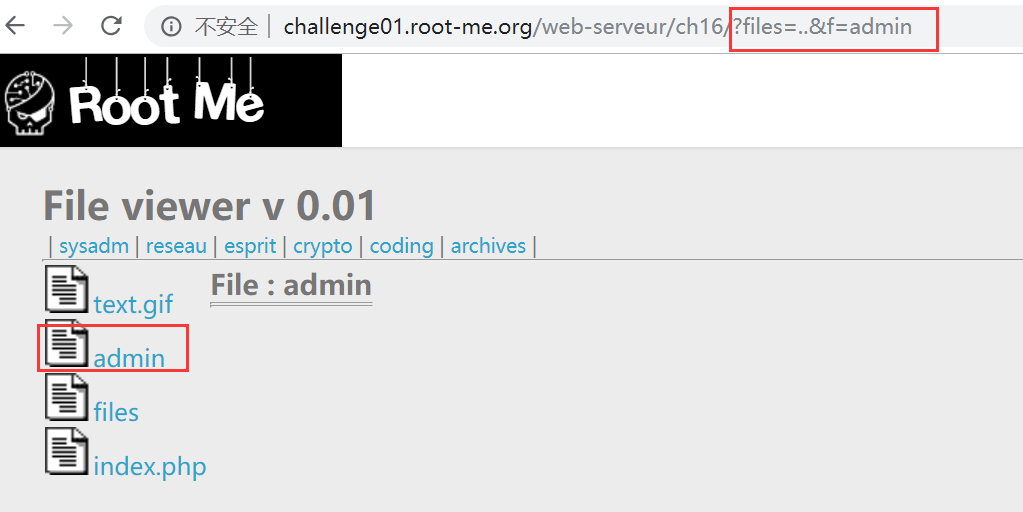 不安全 | challenge01.root-me.org/web-serveur/ch16/?files=..&f=admin
Root Me
File viewer v 0.01
| sysadm | reseau | esprit | crypto | coding | archives |
File : admin
text.gif
admin
files
index.php